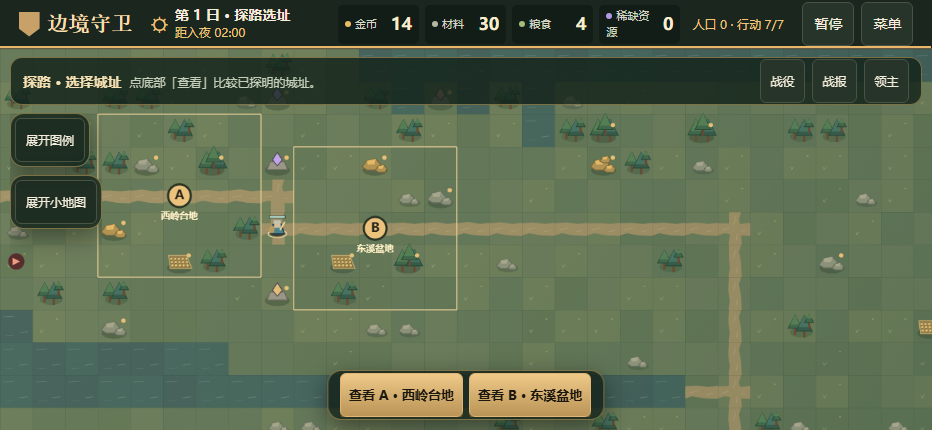 边境守卫
第 1 日 · 探路选址
距入夜 02:00
金币 14
材料 30
粮食 4
稀缺资源 0
人口 0 · 行动 7/7
暂停
菜单
探路 · 选择城址 点底部「查看」比较已探明的城址。
战役
战报
领主
展开图例
展开小地图
A
西岭台地
B
东溪盆地
查看 A · 西岭台地
查看 B · 东溪盆地